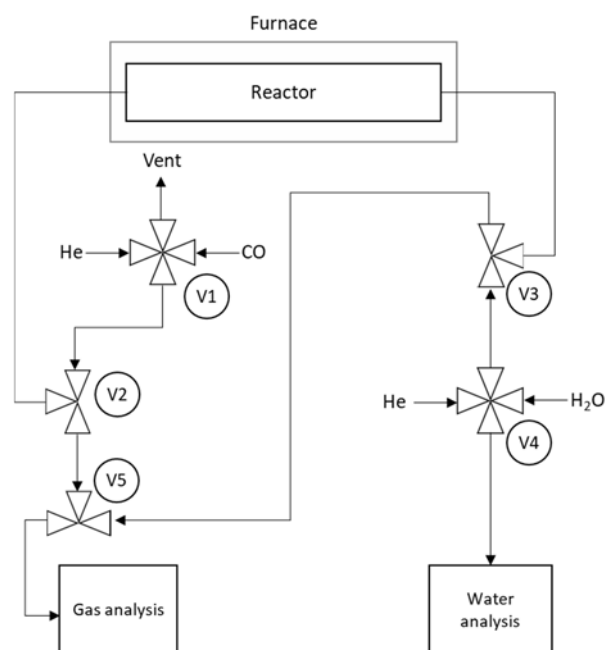 Furnace
Reactor
Vent
He
CO
V1
V3
V2
He
H₂O
V4
V5
Gas analysis
Water
analysis